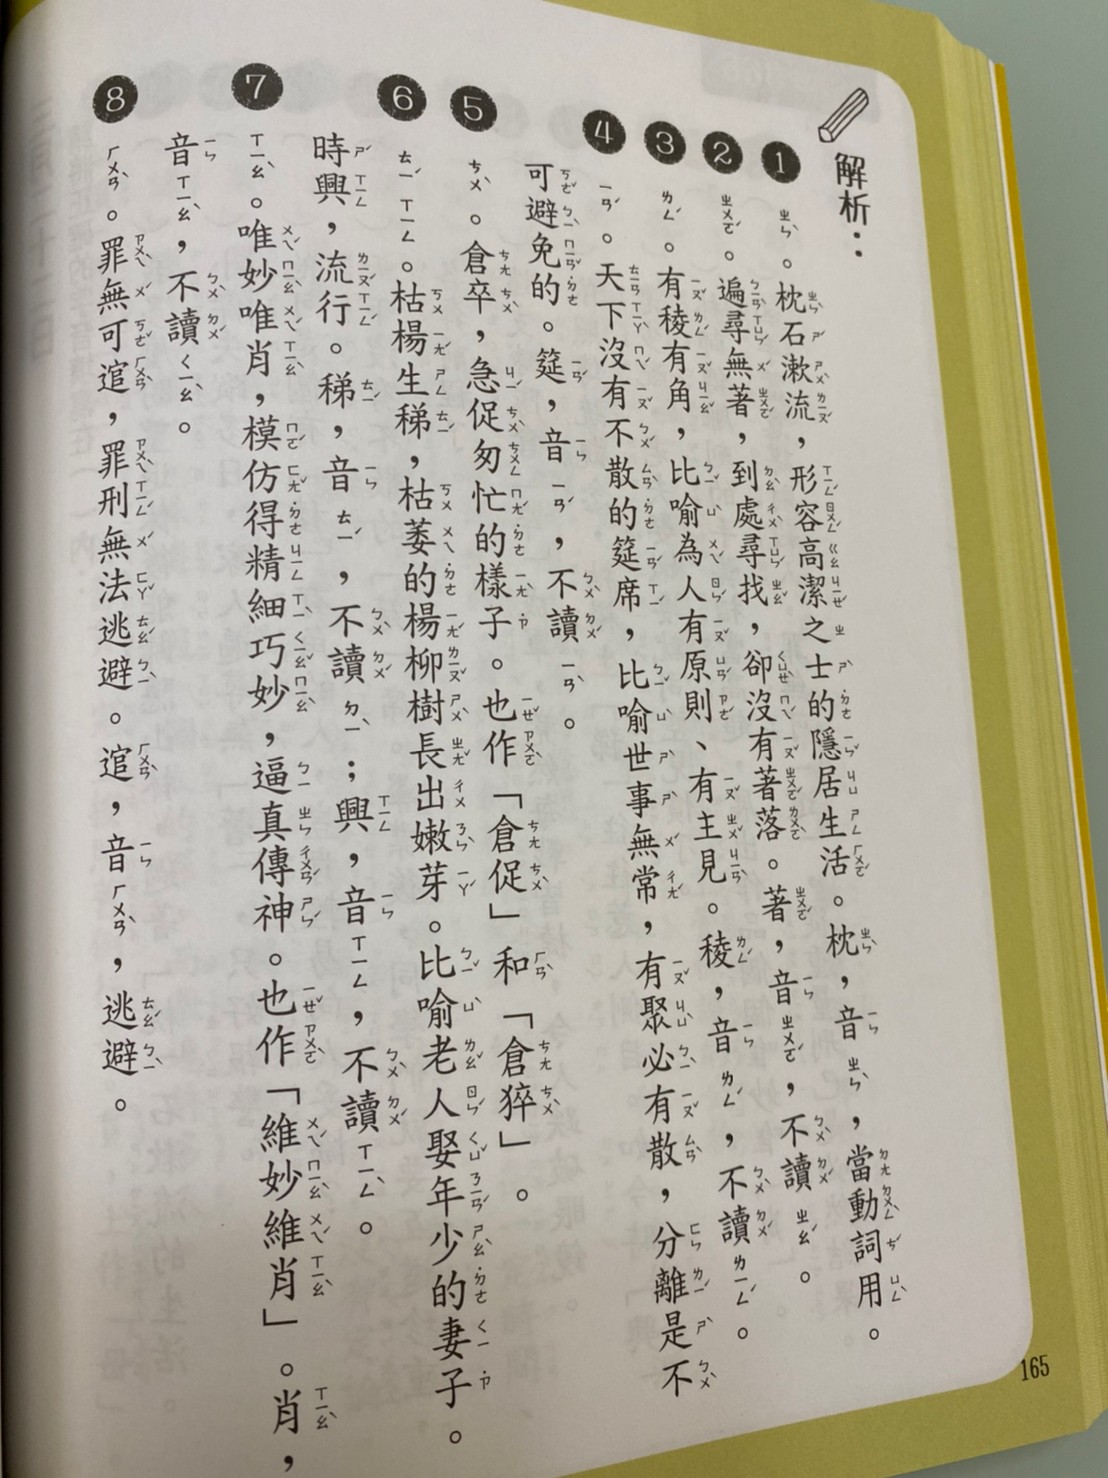 解析：
1 ㄓㄣˋ。枕石漱流，形容高潔之士的隱居生活。枕，音ㄓㄣˋ，當動詞用。
2 ㄓㄨㄛˊ。遍尋無著，到處尋找，卻沒有著落。著，音ㄓㄨㄛˊ，不讀ㄓㄠˊ。
3 ㄌㄥˊ。有稜有角，比喻為人有原則、有主見。稜，音ㄌㄥˊ，不讀ㄌㄧㄥˊ。
4 ㄧㄢˊ。天下沒有不散的筵席，比喻世事無常，有聚必有散，分離是不
可避免的。筵，音ㄧㄢˊ，不讀ㄧㄢˋ。
5 ㄘㄨˋ。倉卒，急促匆忙的樣子。也作「倉促」和「倉猝」。
6 ㄊㄧˊ ㄒㄧㄥ。枯楊生稊，枯萎的楊柳樹長出嫩芽。比喻老人娶年少的妻子。
時興，流行。稊，音ㄊㄧˊ，不讀ㄉㄧˋ；興，音ㄒㄧㄥ，不讀ㄒㄧㄥˋ。
7 ㄒㄧㄠˋ。唯妙唯肖，模仿得精細巧妙，逼真傳神。也作「維妙維肖」。肖，
音ㄒㄧㄠˋ，不讀ㄑㄧㄠˋ。
8 ㄏㄨㄢˋ。罪無可逭，罪刑無法逃避。逭，音ㄏㄨㄢˋ，逃避。
165